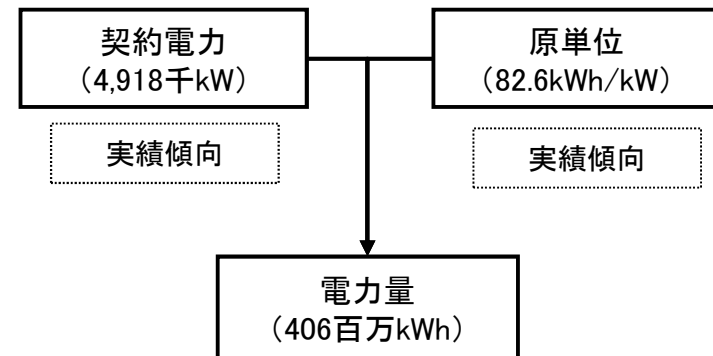 契約電力
（4,918千kW）
原単位
（82.6kWh/kW）
実績傾向
実績傾向
電力量
（406百万kWh）